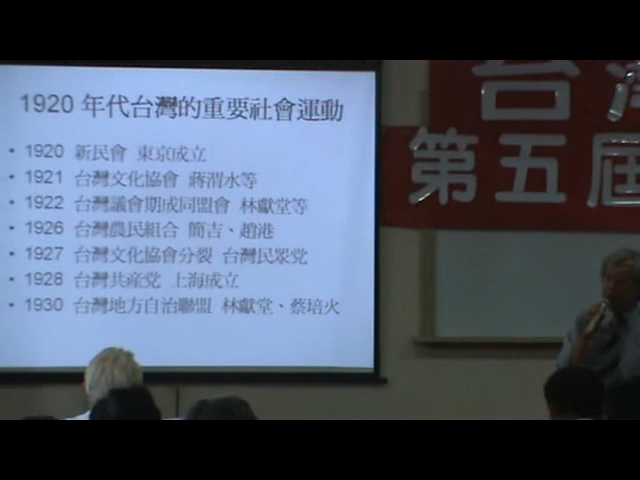 1920 年代台灣的重要社會運動
• 1920 新民會 東京成立
• 1921 台灣文化協會 蔣渭水等
• 1922 台灣議會期成同盟會 林獻堂等
• 1926 台灣農民組合 簡吉、趙港
• 1927 台灣文化協會分裂 台灣民眾党
• 1928 台灣共産党 上海成立
• 1930 台灣地方自治聯盟 林獻堂、蔡培火
台灣
第五屆